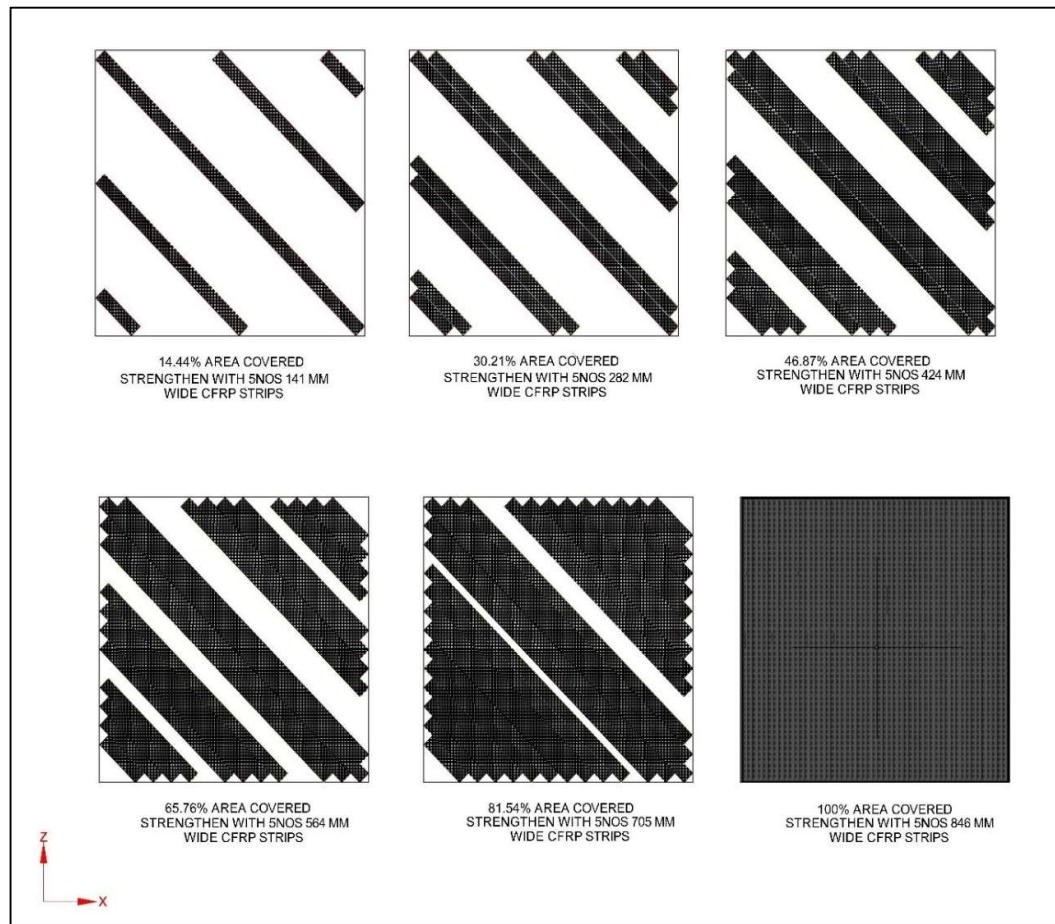 14.44% AREA COVERED
STRENGTHEN WITH 5NOS 141 MM
WIDE CFRP STRIPS
30.21% AREA COVERED
STRENGTHEN WITH 5NOS 282 MM
WIDE CFRP STRIPS
46.87% AREA COVERED
STRENGTHEN WITH 5NOS 424 MM
WIDE CFRP STRIPS
65.76% AREA COVERED
STRENGTHEN WITH 5NOS 564 MM
WIDE CFRP STRIPS
81.54% AREA COVERED
STRENGTHEN WITH 5NOS 705 MM
WIDE CFRP STRIPS
100% AREA COVERED
STRENGTHEN WITH 5NOS 846 MM
WIDE CFRP STRIPS
Z
X